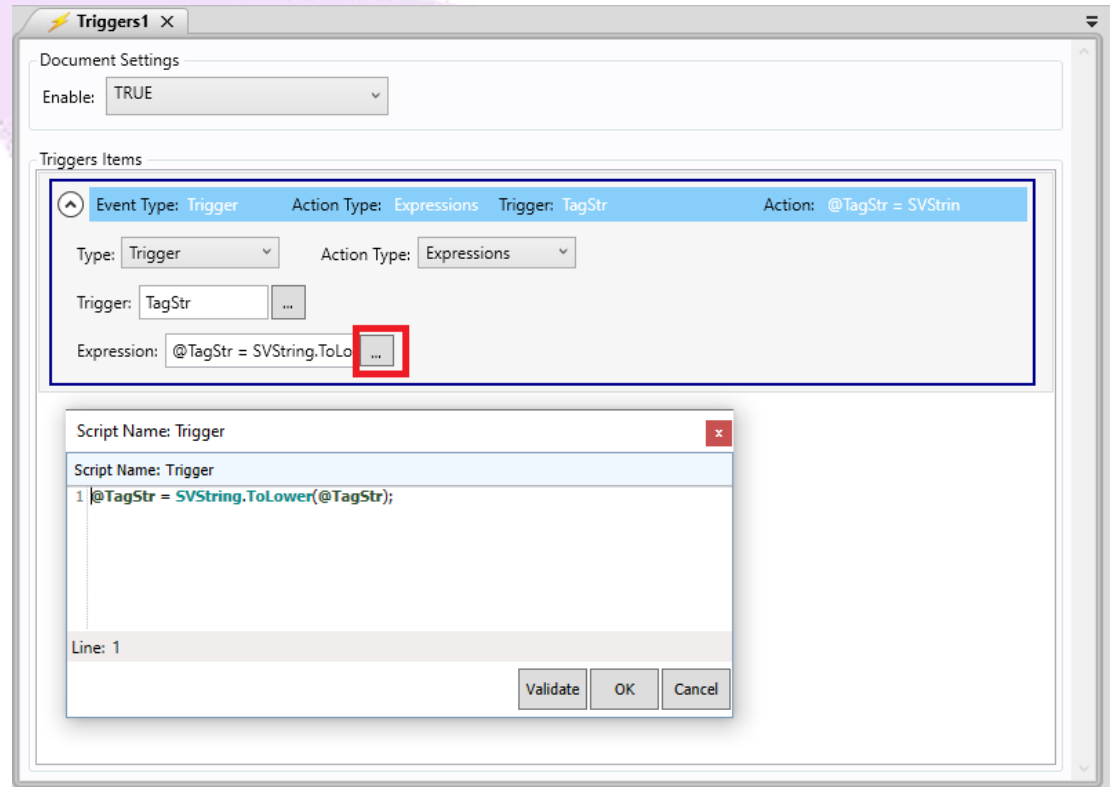 Triggers1 X
Document Settings
Enable: TRUE
Triggers Items
Event Type: Trigger Action Type: Expressions Trigger: TagStr Action: @TagStr = SVStrin
Type: Trigger Action Type: Expressions
Trigger: TagStr ...
Expression: @TagStr = SVString.ToLo ...
Script Name: Trigger x
Script Name: Trigger
1 @TagStr = SVString.ToLower(@TagStr);
Line: 1
Validate OK Cancel